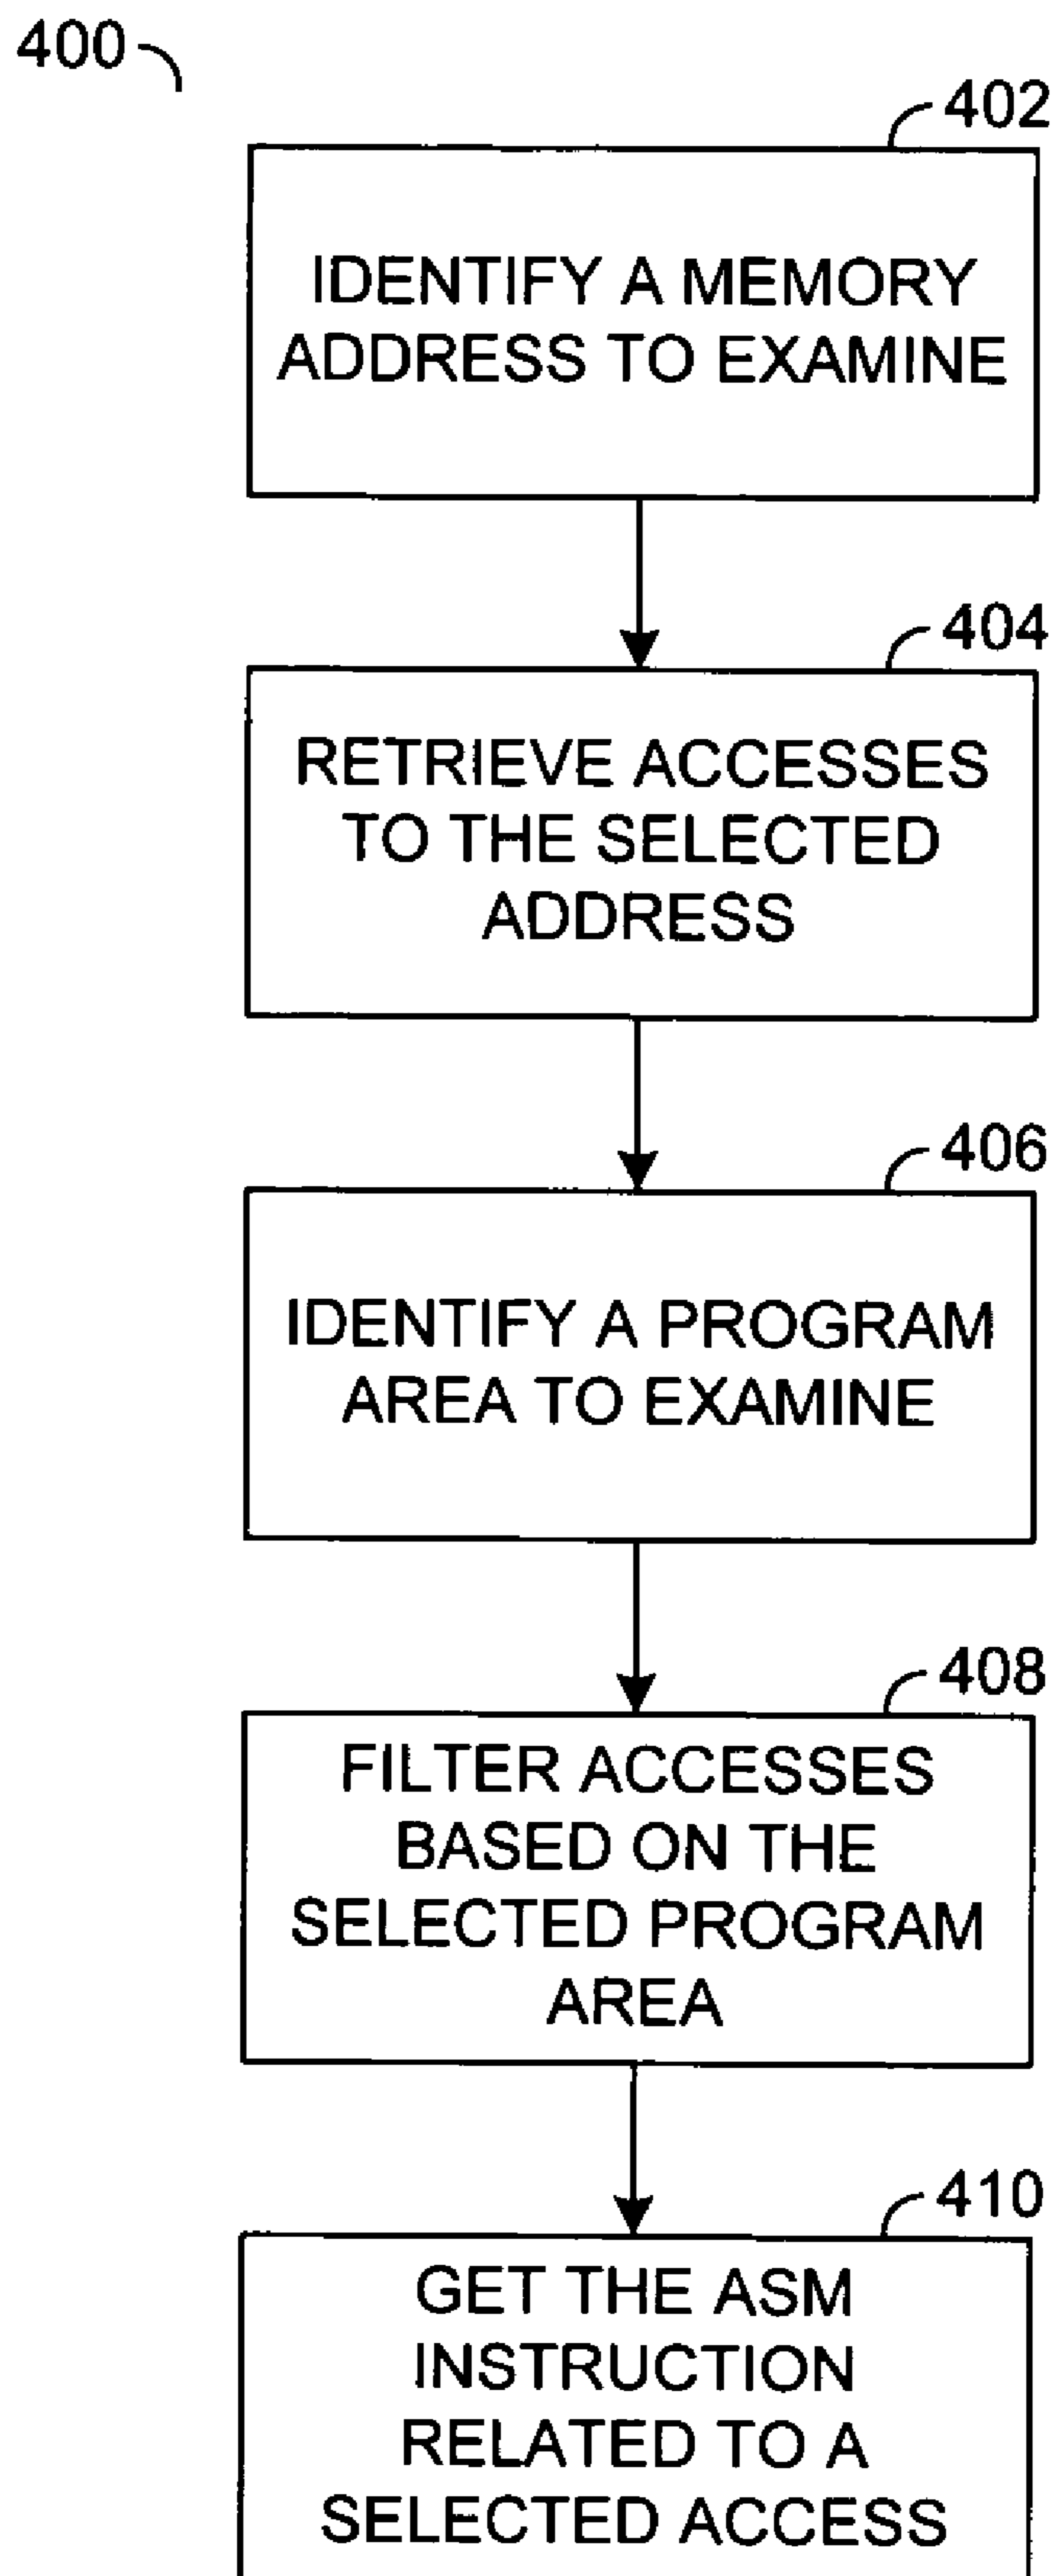 400
402
IDENTIFY A MEMORY
ADDRESS TO EXAMINE
404
RETRIEVE ACCESSES
TO THE SELECTED
ADDRESS
406
IDENTIFY A PROGRAM
AREA TO EXAMINE
408
FILTER ACCESSES
BASED ON THE
SELECTED PROGRAM
AREA
410
GET THE ASM
INSTRUCTION
RELATED TO A
SELECTED ACCESS